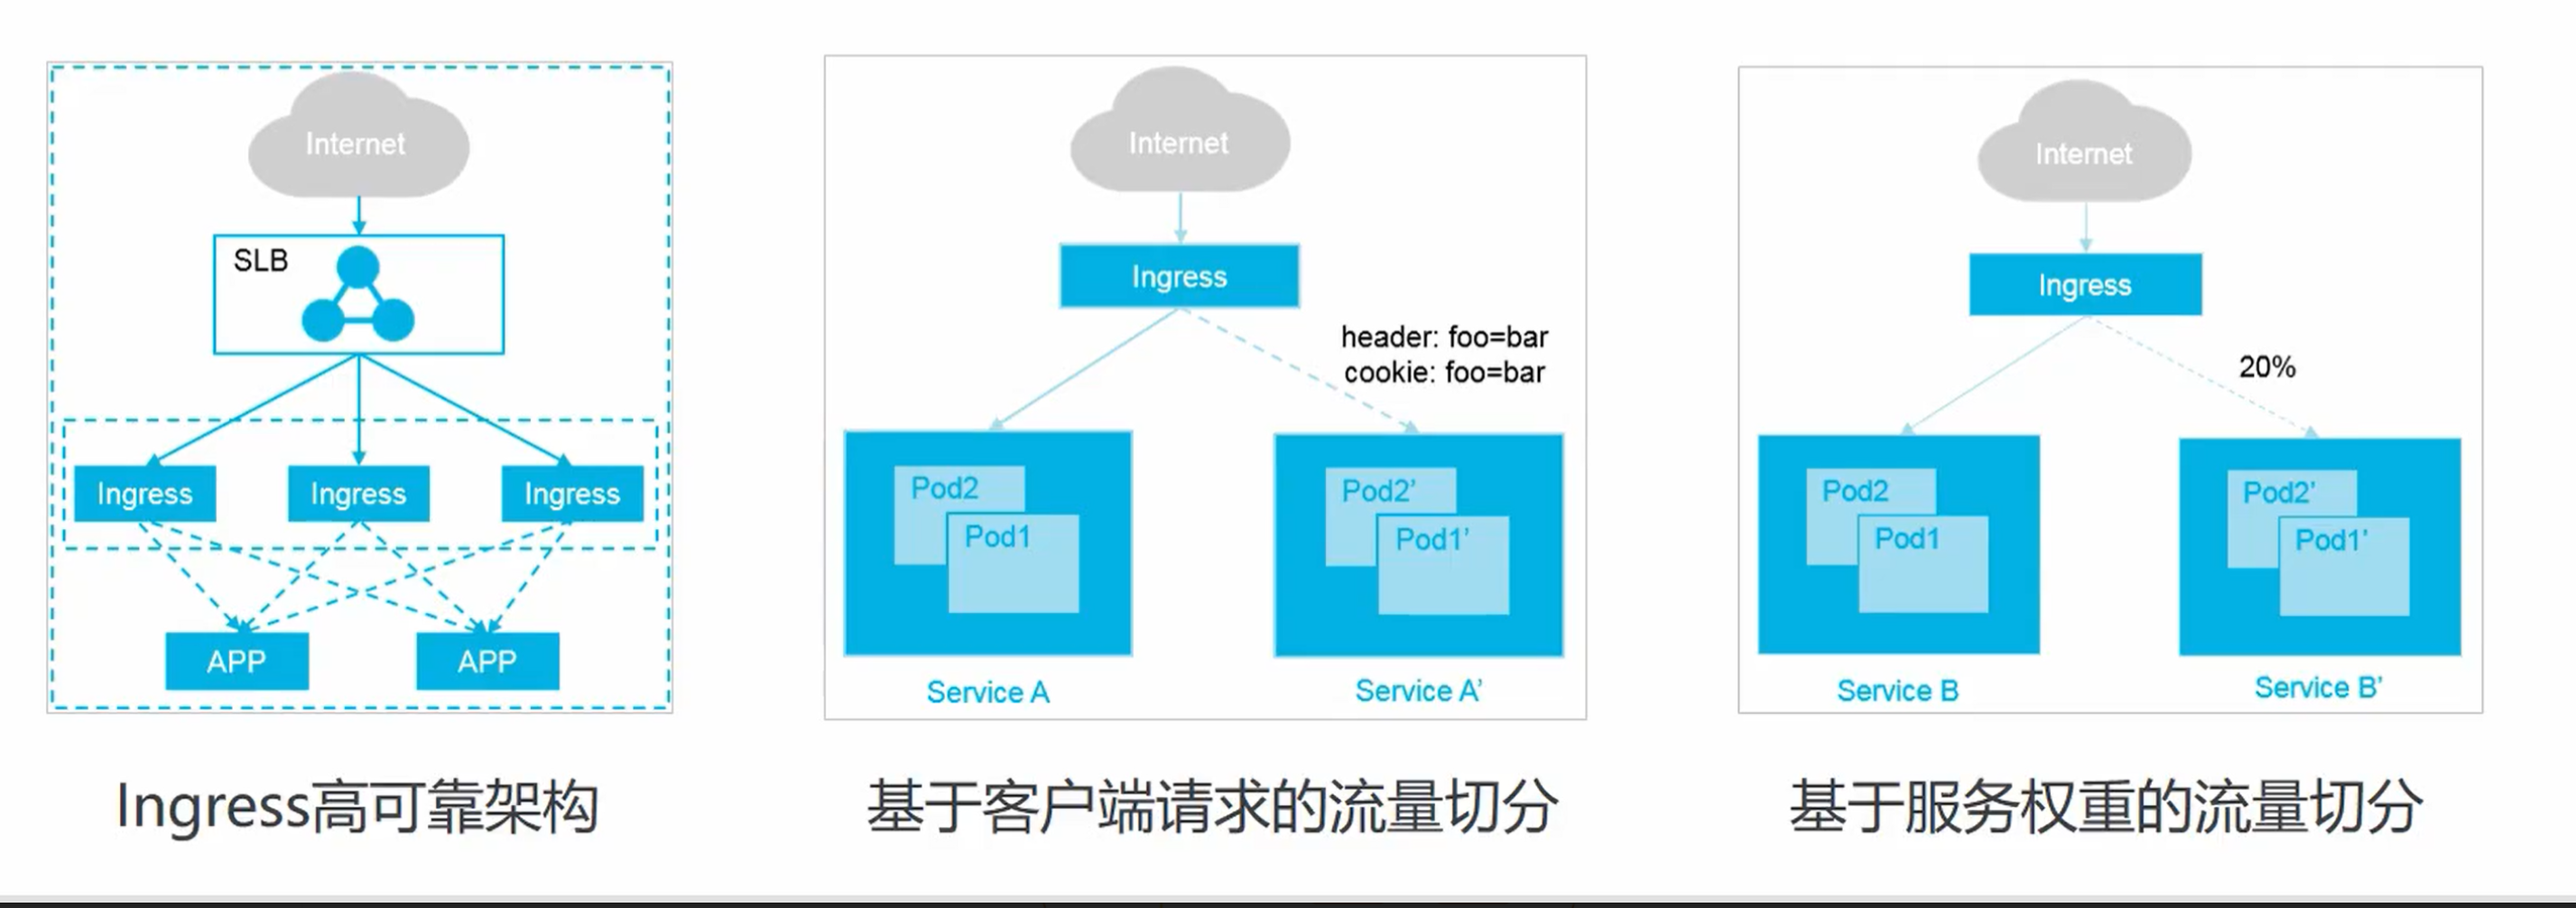 Internet
SLB
Ingress
Ingress
Ingress
APP
APP
Ingress高可靠架构
Internet
Ingress
header: foo=bar
cookie: foo=bar
Pod2
Pod1
Pod2’
Pod1’
Service A
Service A’
基于客户端请求的流量切分
Internet
Ingress
20%
Pod2
Pod1
Pod2’
Pod1’
Service B
Service B’
基于服务权重的流量切分